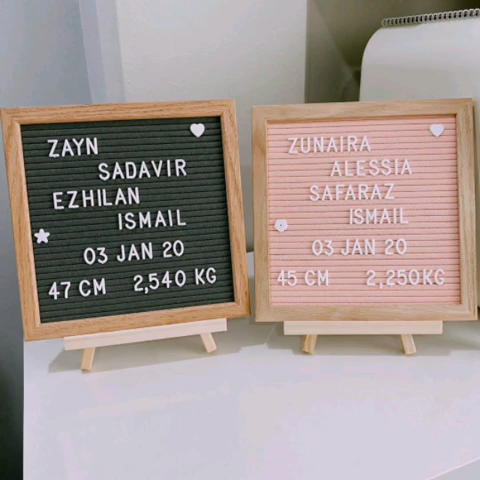 ZAYN
SADAVIR
EZHILAN
ISMAIL
03 JAN 20
47 CM 2,540 KG
ZUNAIRA
ALESSIA
SAFARAZ
ISMAIL
03 JAN 20
45 CM 2,250KG